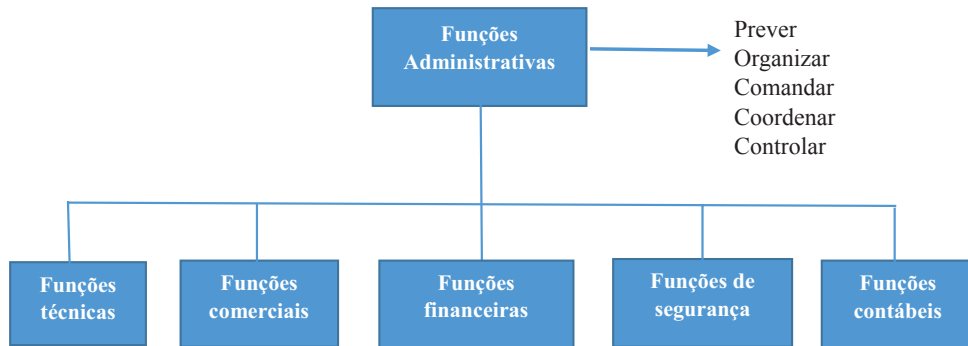 Funções
Administrativas
Prever
Organizar
Comandar
Coordenar
Controlar
Funções
técnicas
Funções
comerciais
Funções
financeiras
Funções de
segurança
Funções
contábeis